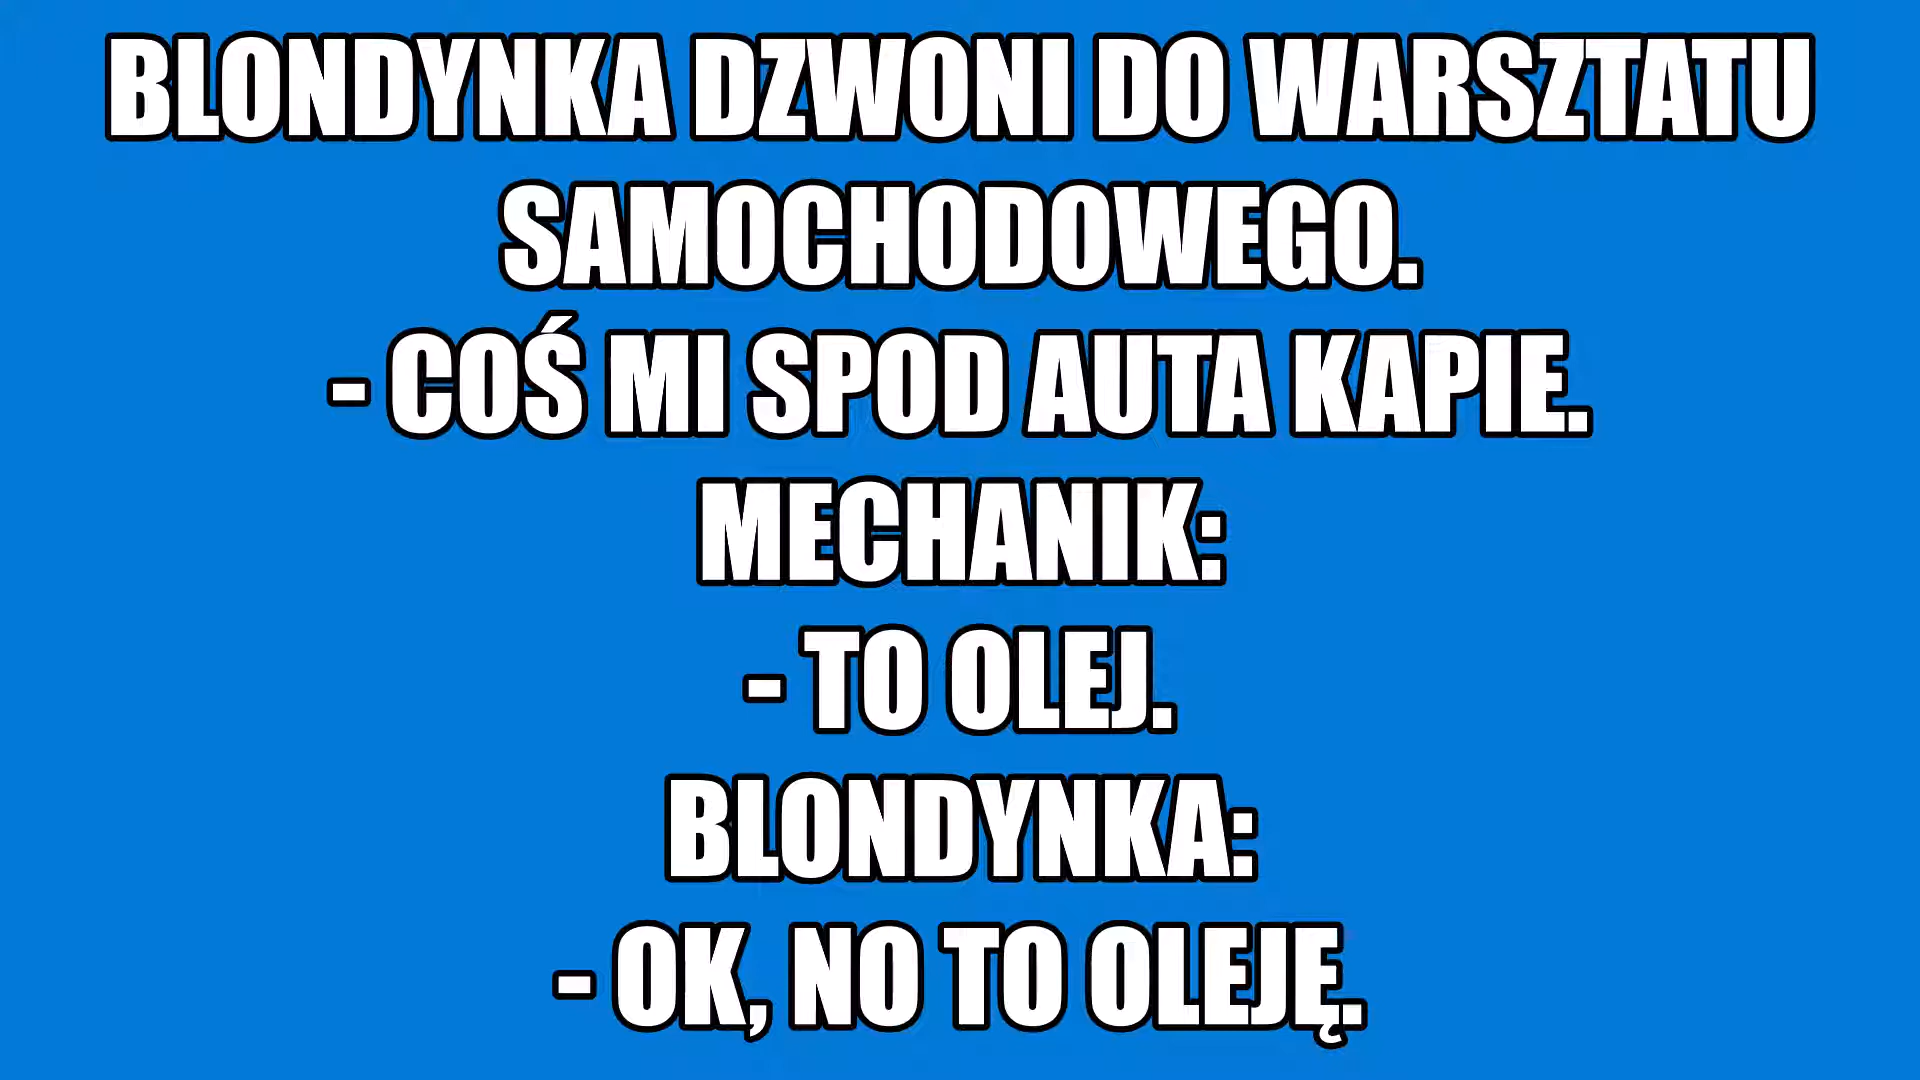 BLONDYNKA DZWONI DO WARSZTATU
SAMOCHODOWEGO.
- COŚ MI SPOD AUTA KAPIE.
MECHANIK:
- TO OLEJ.
BLONDYNKA:
- OK, NO TO OLEJĘ.